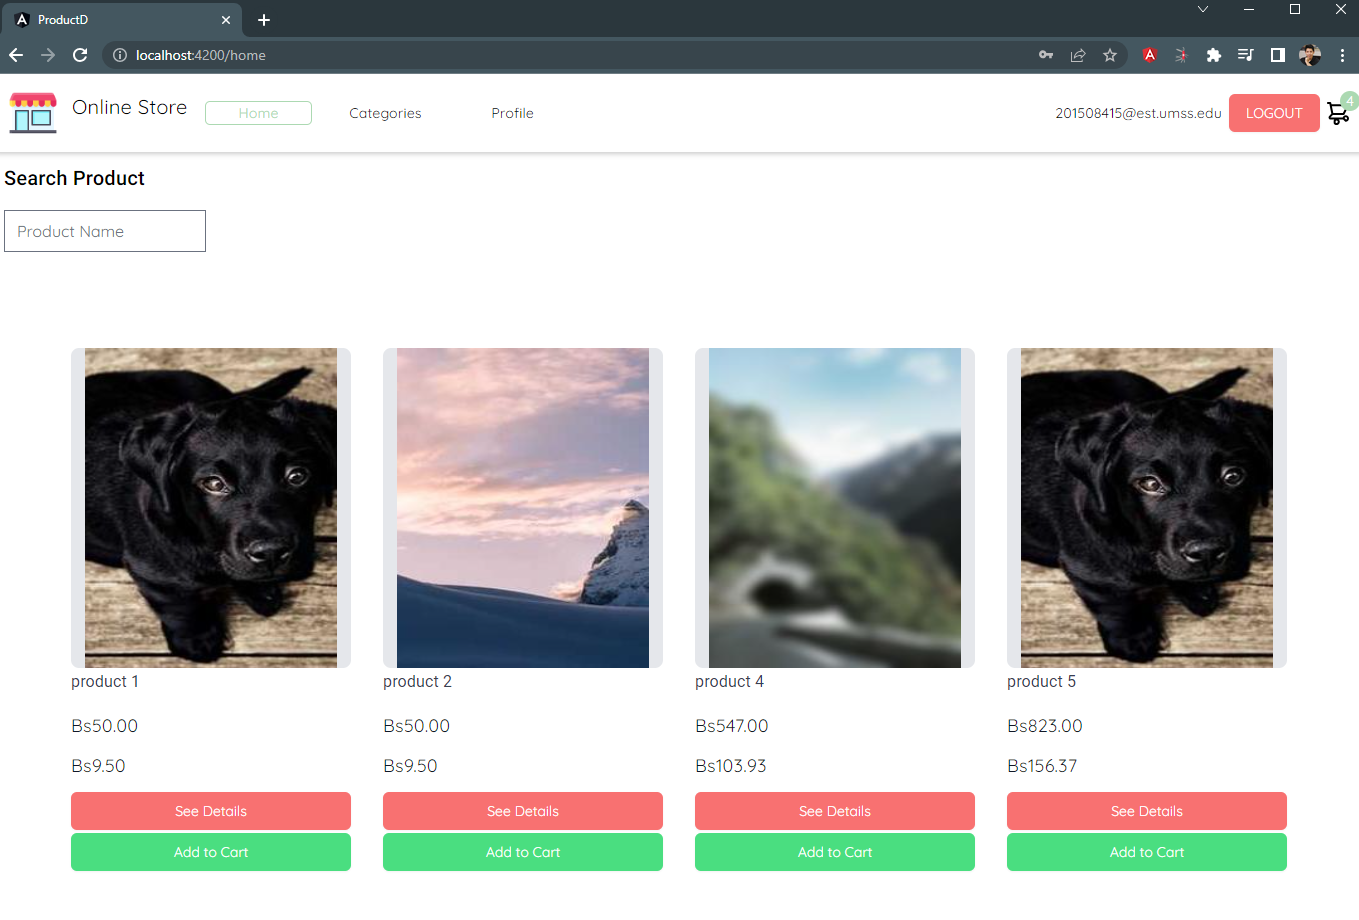 ProductD
localhost:4200/home
Online Store
Home
Categories
Profile
201508415@est.umss.edu
LOGOUT
4
Search Product
Product Name
product 1
Bs50.00
Bs9.50
See Details
Add to Cart
product 2
Bs50.00
Bs9.50
See Details
Add to Cart
product 4
Bs547.00
Bs103.93
See Details
Add to Cart
product 5
Bs823.00
Bs156.37
See Details
Add to Cart